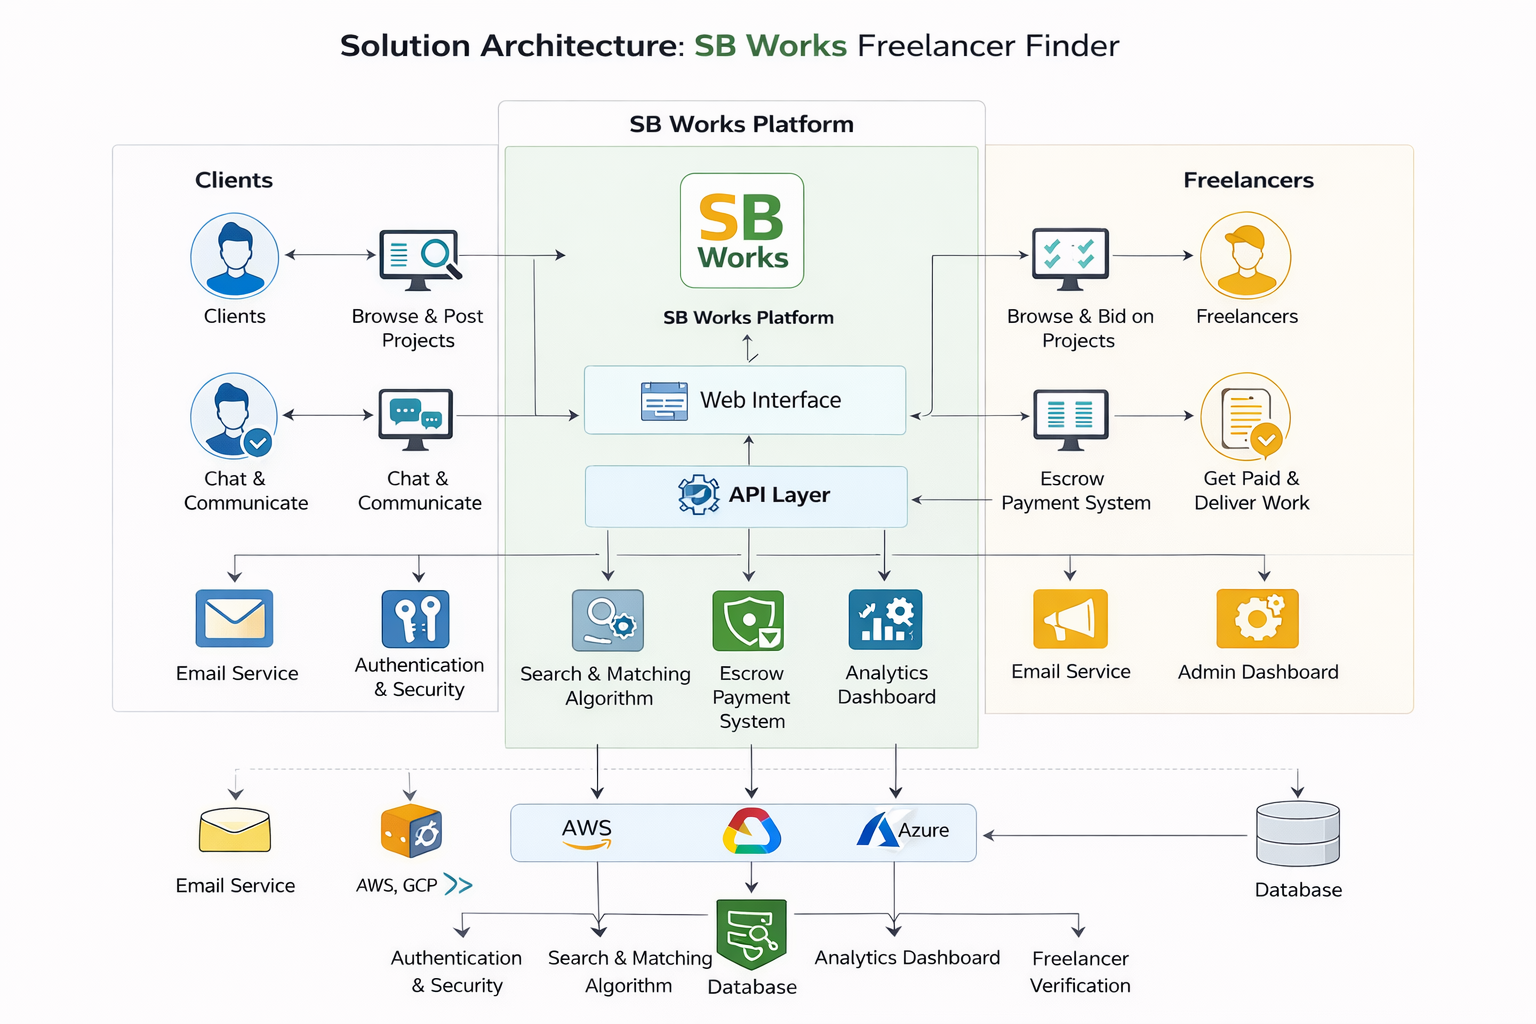 Solution Architecture: SB Works Freelancer Finder
SB Works Platform
Clients
Freelancers
SB
Works
SB Works Platform
Clients
Browse & Post
Projects
Browse & Bid on
Projects
Freelancers
Web Interface
Chat &
Communicate
Chat &
Communicate
API Layer
Escrow
Payment System
Get Paid &
Deliver Work
Email Service
Authentication
& Security
Search & Matching
Algorithm
Escrow
Payment
System
Analytics
Dashboard
Email Service
Admin Dashboard
AWS
Azure
Email Service
AWS, GCP
Database
Authentication
& Security
Search & Matching
Algorithm
Database
Analytics Dashboard
Freelancer
Verification